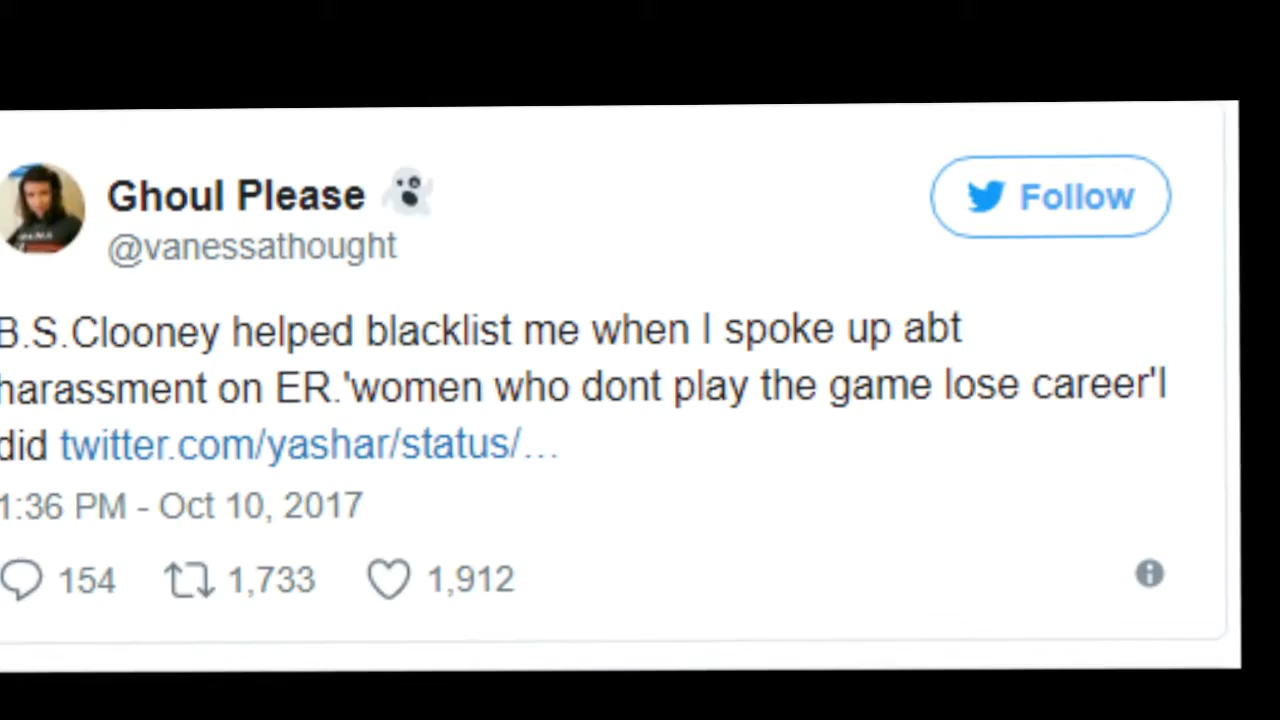 Ghoul Please 👻
@vanessathought
Follow
B.S.Clooney helped blacklist me when I spoke up abt
harassment on ER.'women who dont play the game lose career'I
did twitter.com/yashar/status/…
1:36 PM - Oct 10, 2017
154 1,733 1,912